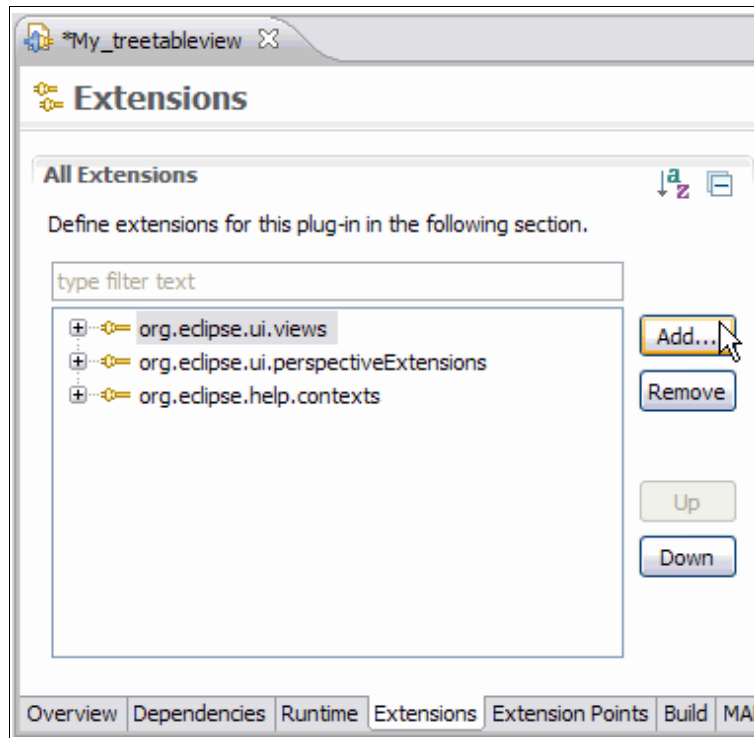 *My_treetableview
Extensions
All Extensions
Define extensions for this plug-in in the following section.
type filter text
org.eclipse.ui.views
org.eclipse.ui.perspectiveExtensions
org.eclipse.help.contexts
Add...
Remove
Up
Down
Overview Dependencies Runtime Extensions Extension Points Build MA